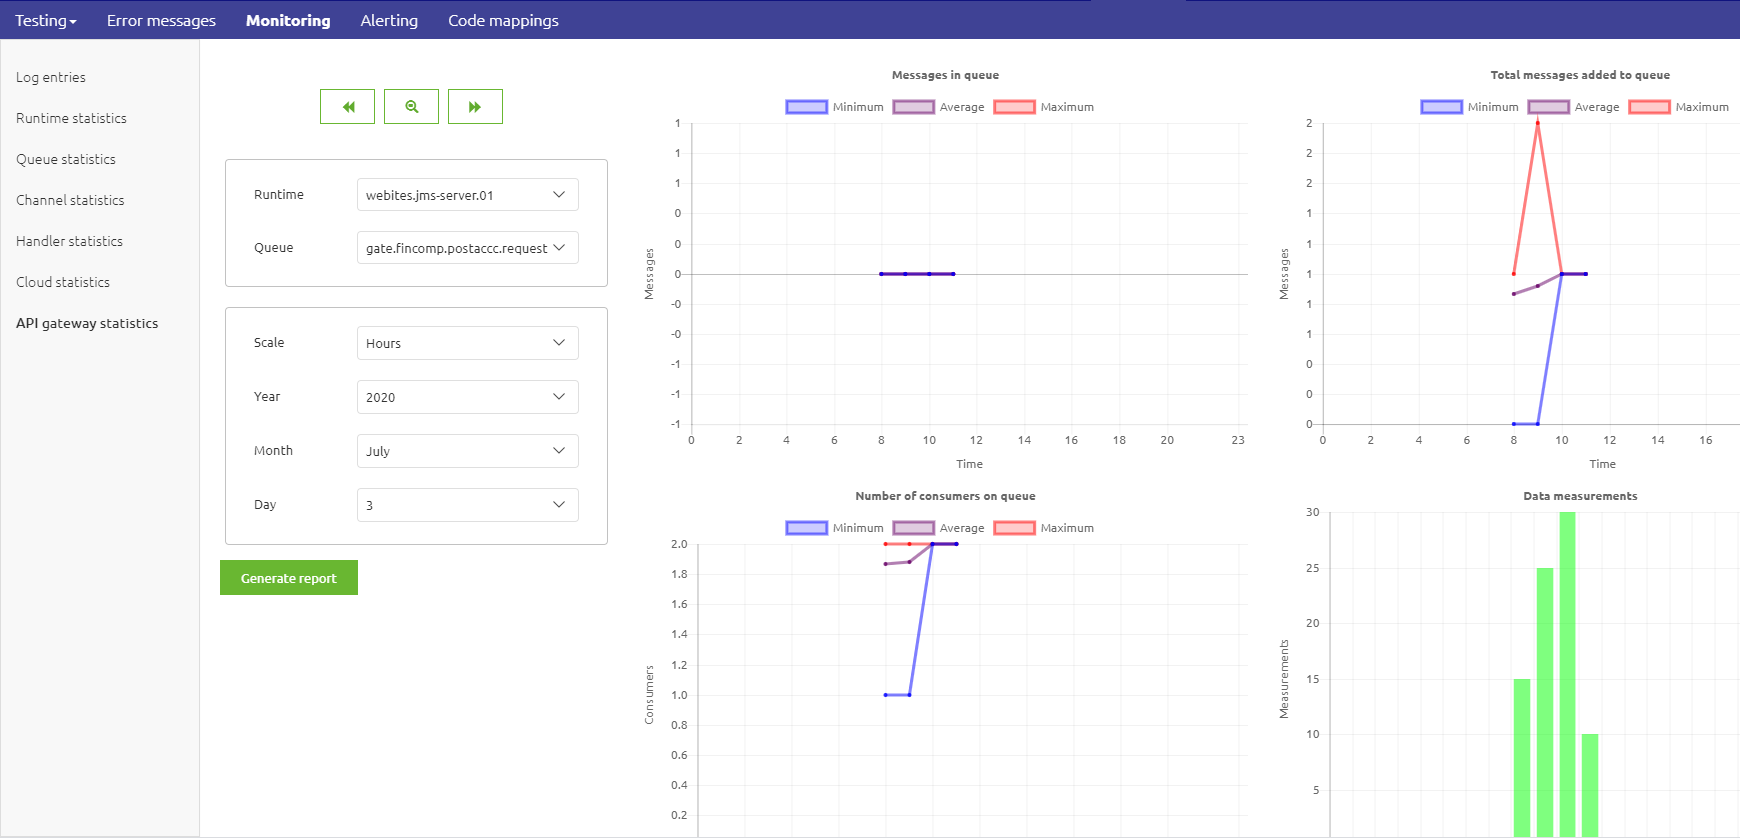 Testing Error messages Monitoring Alerting Code mappings
Log entries
Runtime statistics
Queue statistics
Channel statistics
Handler statistics
Cloud statistics
API gateway statistics
Runtime webites.jms-server.01
Queue gate.fincomp.postaccc.request
Scale Hours
Year 2020
Month July
Day 3
Generate report
Messages in queue
Minimum Average Maximum
1
1
1
0
0
0
-0
-0
-1
-1
-1
Messages
0 2 4 6 8 10 12 14 16 18 20 23
Time
Total messages added to queue
Minimum Average Maximum
2
2
2
1
1
1
1
1
0
0
0
Messages
0 2 4 6 8 10 12 14 16
Time
Number of consumers on queue
Minimum Average Maximum
2.0
1.8
1.6
1.4
1.2
1.0
0.8
0.6
0.4
0.2
Consumers
Data measurements
30
25
20
15
10
5
Measurements